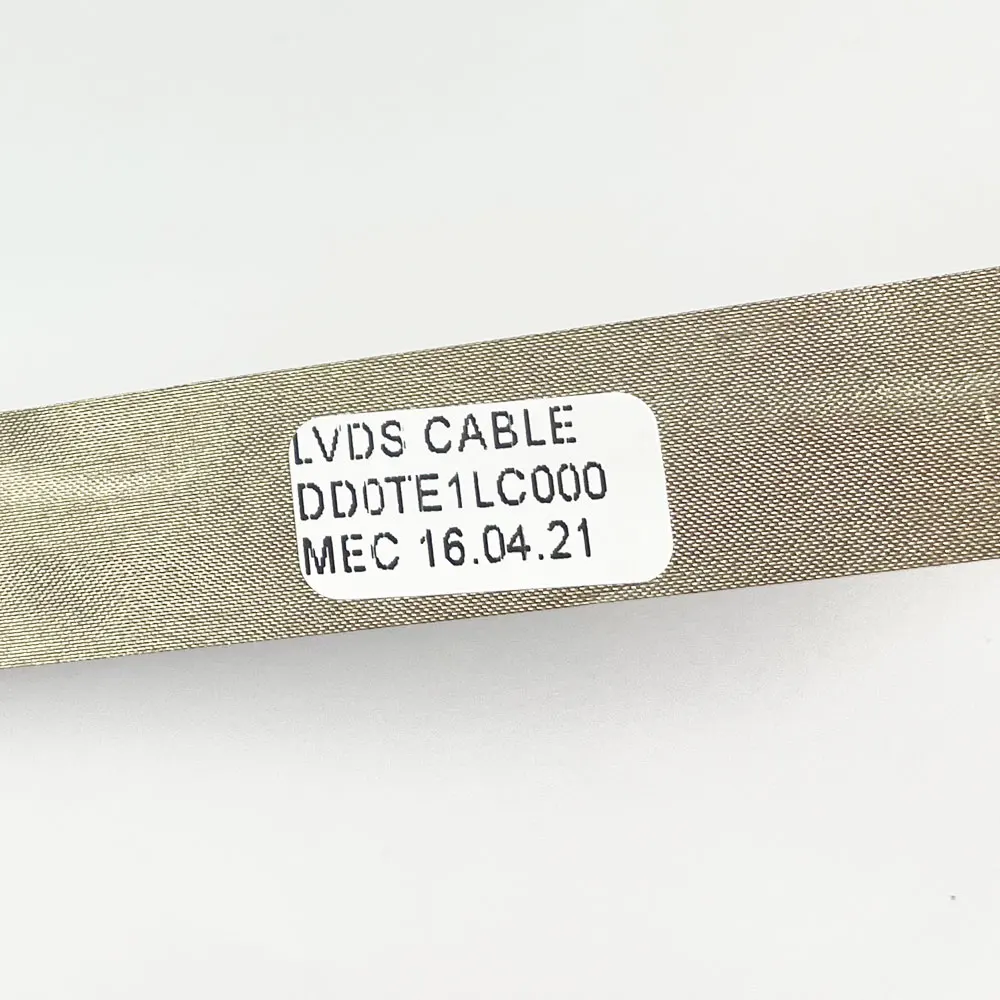 LVDS CABLE
DD0TE1LC000
MEC 16.04.21